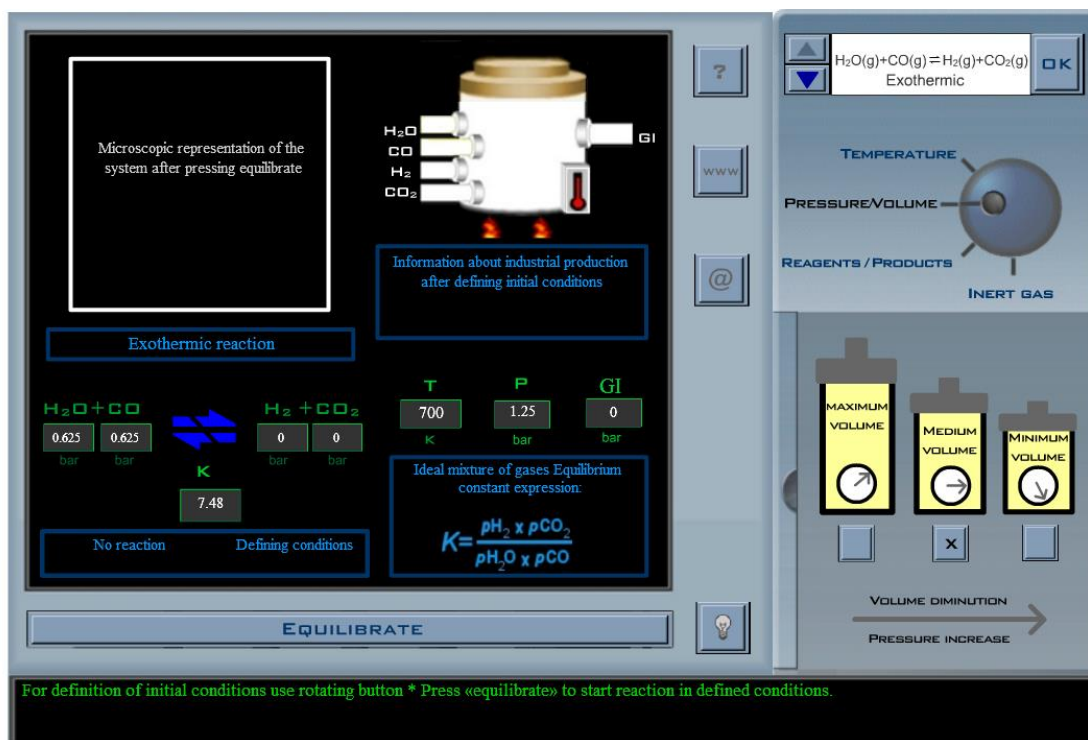 Microscopic representation of the
system after pressing equilibrate
H₂O
CO
H₂
CO₂
GI
Information about industrial production
after defining initial conditions
Exothermic reaction
H₂O+CO
H₂ +CO₂
0.625
0.625
0
0
bar
bar
bar
bar
K
7.48
T
P
GI
700
1.25
0
K
bar
bar
No reaction Defining conditions
Ideal mixture of gases Equilibrium
constant expression:
K= pH₂ x pCO₂
pH₂O x pCO
EQUILIBRATE
?
www
@
H₂O(g)+CO(g)⇌H₂(g)+CO₂(g)
Exothermic
OK
TEMPERATURE
PRESSURE/VOLUME
REAGENTS/PRODUCTS
INERT GAS
MAXIMUM
VOLUME
MEDIUM
VOLUME
MINIMUM
VOLUME
X
VOLUME DIMINUTION
PRESSURE INCREASE
For definition of initial conditions use rotating button * Press «equilibrate» to start reaction in defined conditions.